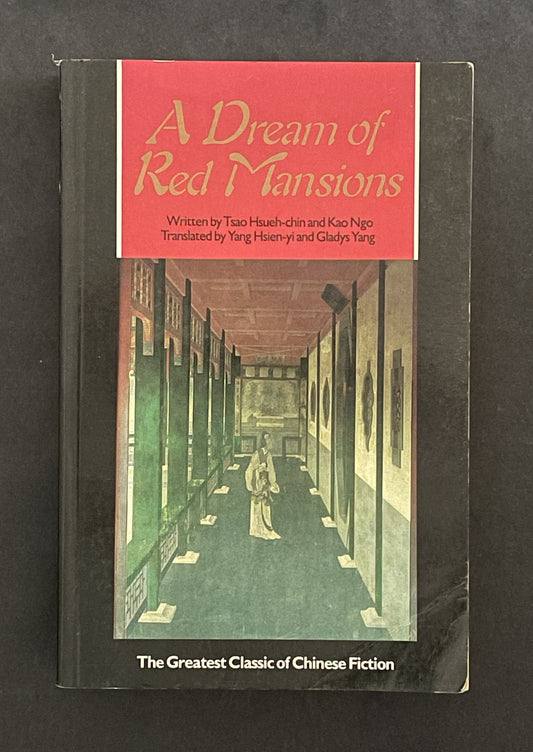 A Dream of
Red Mansions
Written by Tsao Hsueh-chin and Kao Ngo
Translated by Yang Hsien-yi and Gladys Yang
The Greatest Classic of Chinese Fiction